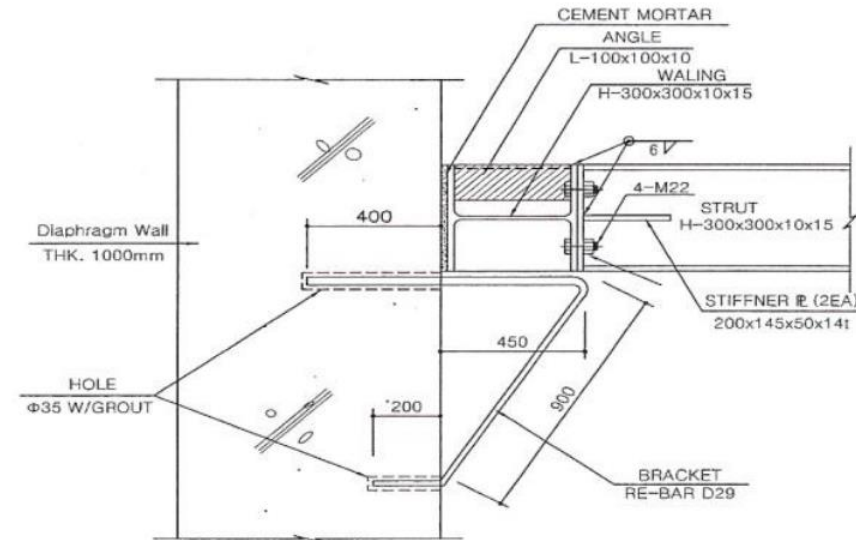 CEMENT MORTAR
ANGLE
L-100x100x10
WALING
H-300x300x10x15
6
4-M22
STRUT
H-300x300x10x15
400
Diaphragm Wall
THK. 1000mm
STIFFNER PL (2EA)
200x145x50x14t
450
900
HOLE
Φ35 W/GROUT
200
BRACKET
RE-BAR D29